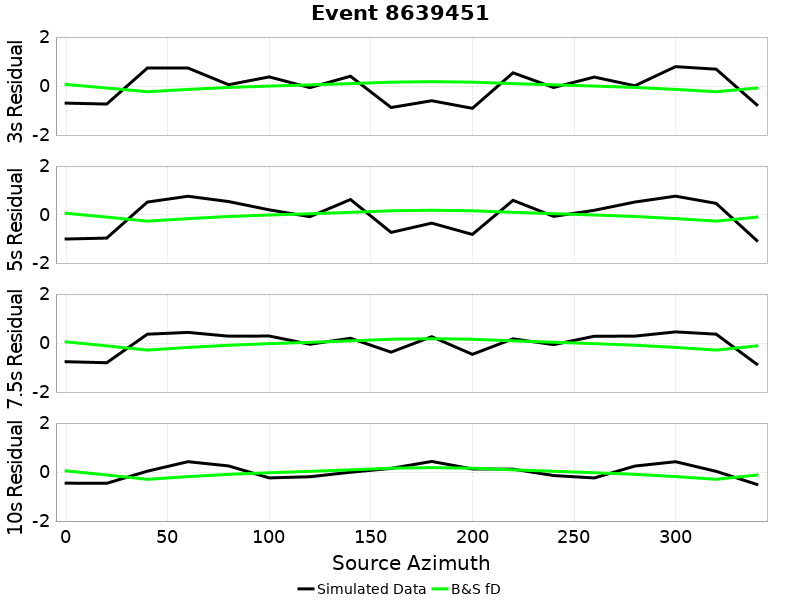 Event 8639451
3s Residual
2
0
-2
5s Residual
2
0
-2
7.5s Residual
2
0
-2
10s Residual
2
0
-2
0 50 100 150 200 250 300
Source Azimuth
Simulated Data B&S fD